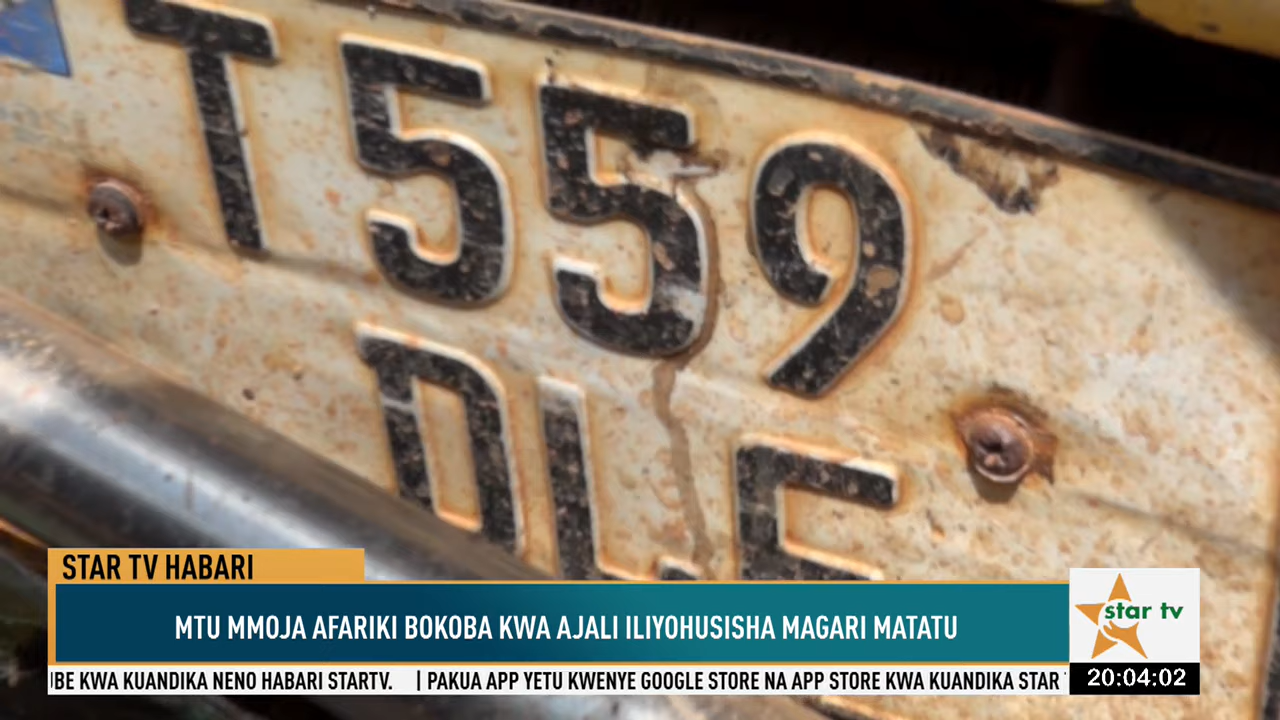 T 559
STAR TV HABARI
MTU MMOJA AFARIKI BOKOBA KWA AJALI ILIYOHUSISHA MAGARI MATATU
star tv
KWA KUANDIKA NENO HABARI STARTV. | PAKUA APP YETU KWENYE GOOGLE STORE NA APP STORE KWA KUANDIKA STAR
20:04:02